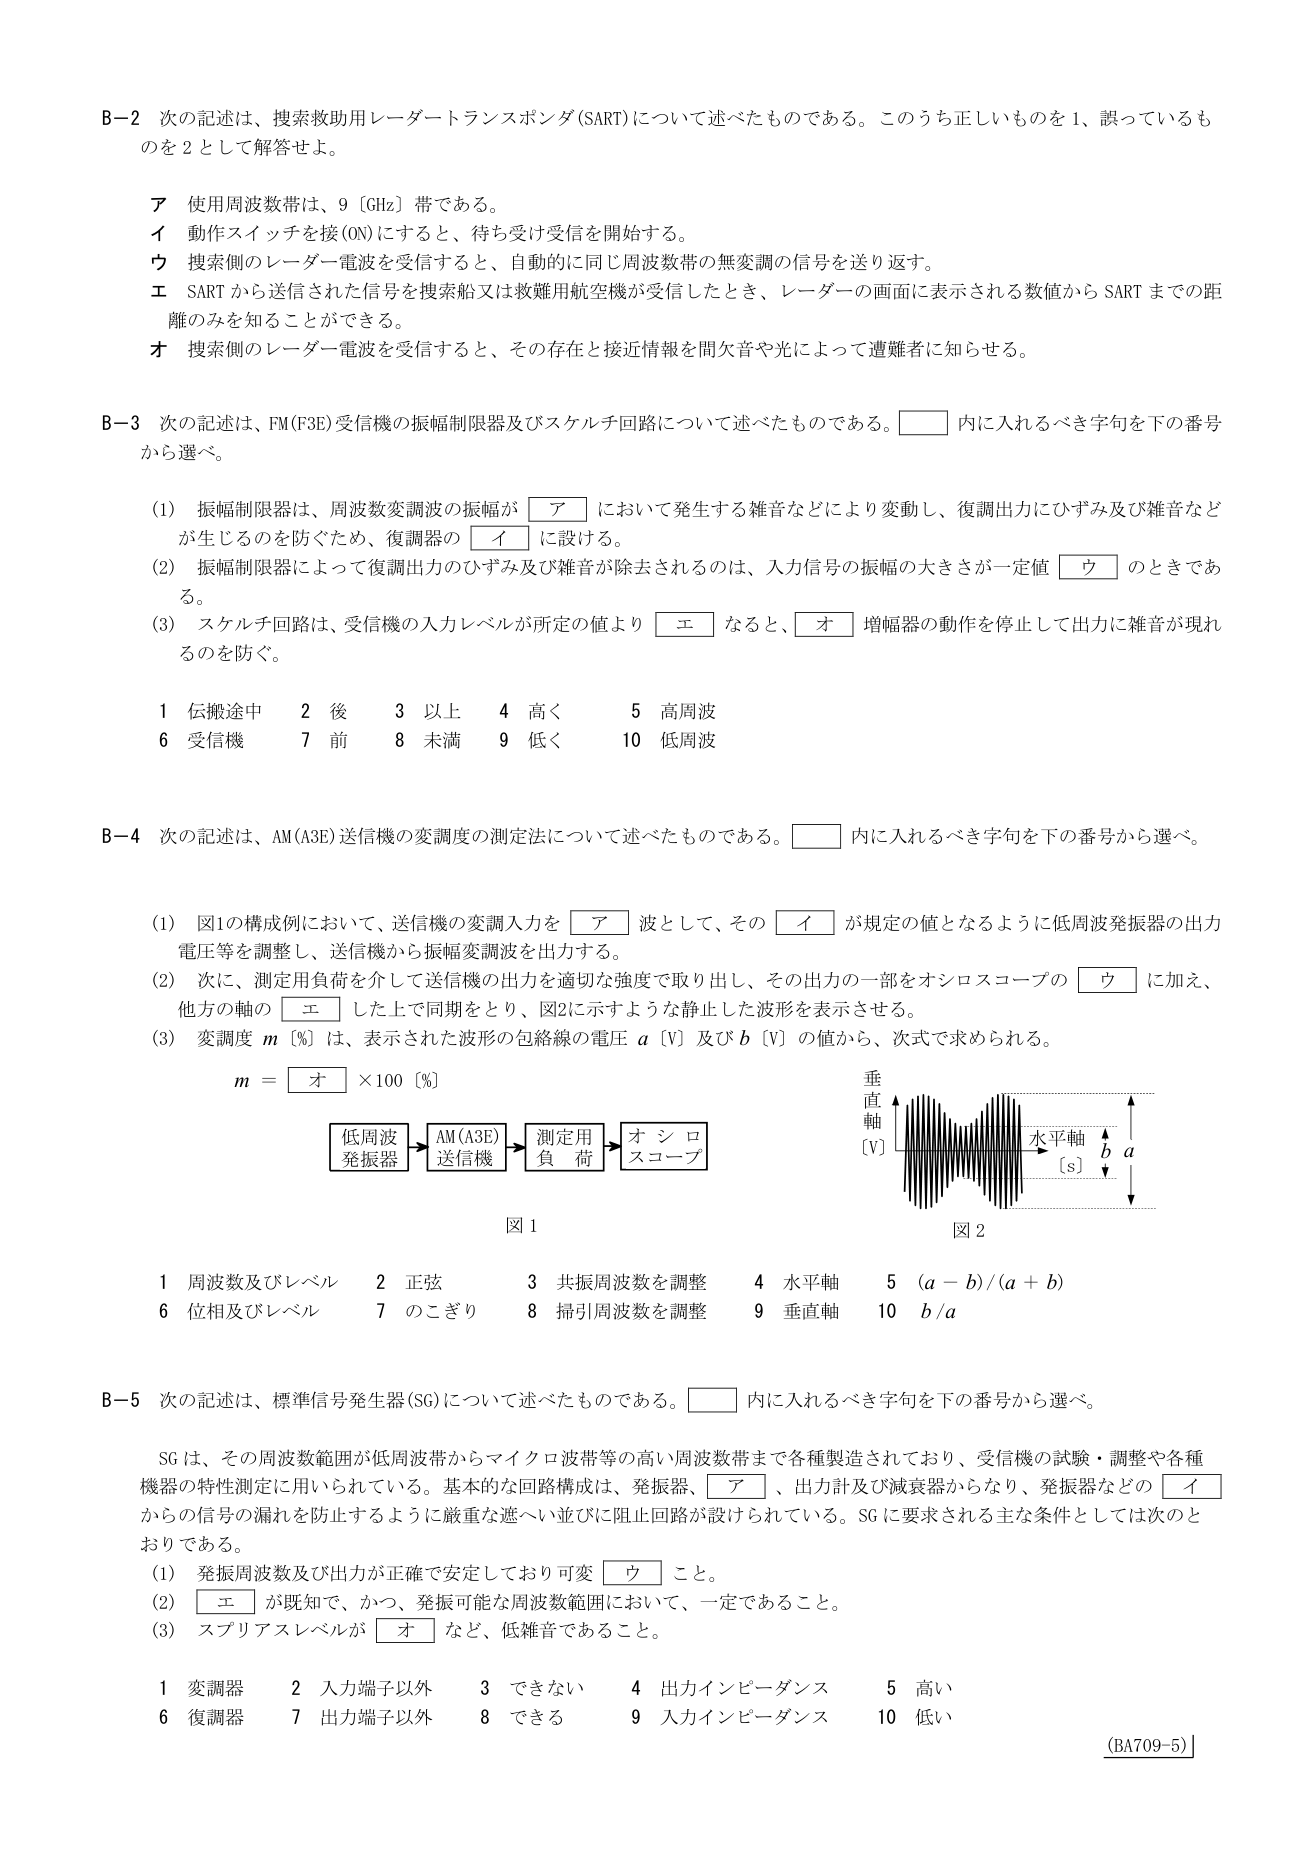 B－2　次の記述は、捜索救助用レーダートランスポンダ(SART)について述べたものである。このうち正しいものを1、誤っているも
のを2として解答せよ。
ア　使用周波数帯は、9〔GHz〕帯である。
イ　動作スイッチを接(ON)にすると、待ち受け受信を開始する。
ウ　捜索側のレーダー電波を受信すると、自動的に同じ周波数帯の無変調の信号を送り返す。
エ　SARTから送信された信号を捜索船又は救難用航空機が受信したとき、レーダーの画面に表示される数値からSARTまでの距
離のみを知ることができる。
オ　捜索側のレーダー電波を受信すると、その存在と接近情報を間欠音や光によって遭難者に知らせる。
B－3　次の記述は、FM(F3E)受信機の振幅制限器及びスケルチ回路について述べたものである。　　内に入れるべき字句を下の番号
から選べ。
(1)　振幅制限器は、周波数変調波の振幅が ア において発生する雑音などにより変動し、復調出力にひずみ及び雑音など
が生じるのを防ぐため、復調器の イ に設ける。
(2)　振幅制限器によって復調出力のひずみ及び雑音が除去されるのは、入力信号の振幅の大きさが一定値 ウ のときであ
る。
(3)　スケルチ回路は、受信機の入力レベルが所定の値より エ なると、 オ 増幅器の動作を停止して出力に雑音が現れ
るのを防ぐ。
1　伝搬途中　2　後　3　以上　4　高く　5　高周波
6　受信機　7　前　8　未満　9　低く　10　低周波
B－4　次の記述は、AM(A3E)送信機の変調度の測定法について述べたものである。　　内に入れるべき字句を下の番号から選べ。
(1)　図1の構成例において、送信機の変調入力を ア 波として、その イ が規定の値となるように低周波発振器の出力
電圧等を調整し、送信機から振幅変調波を出力する。
(2)　次に、測定用負荷を介して送信機の出力を適切な強度で取り出し、その出力の一部をオシロスコープの ウ に加え、
他方の軸の エ した上で同期をとり、図2に示すような静止した波形を表示させる。
(3)　変調度 m〔%〕は、表示された波形の包絡線の電圧 a〔V〕及びb〔V〕の値から、次式で求められる。
m ＝ オ ×100〔%〕
低周波
発振器
AM(A3E)
送信機
測定用
負　荷
オ シ ロ
スコープ
図1
垂
直
軸
〔V〕
水平軸
〔s〕
b
a
図2
1　周波数及びレベル　2　正弦　3　共振周波数を調整　4　水平軸　5　(a － b)/(a ＋ b)
6　位相及びレベル　7　のこぎり　8　掃引周波数を調整　9　垂直軸　10　b/a
B－5　次の記述は、標準信号発生器(SG)について述べたものである。　　内に入れるべき字句を下の番号から選べ。
SGは、その周波数範囲が低周波帯からマイクロ波帯等の高い周波数帯まで各種製造されており、受信機の試験・調整や各種
機器の特性測定に用いられている。基本的な回路構成は、発振器、 ア 、出力計及び減衰器からなり、発振器などの イ
からの信号の漏れを防止するように厳重な遮へい並びに阻止回路が設けられている。SGに要求される主な条件としては次のと
おりである。
(1)　発振周波数及び出力が正確で安定しており可変 ウ こと。
(2)　 エ が既知で、かつ、発振可能な周波数範囲において、一定であること。
(3)　スプリアスレベルが オ など、低雑音であること。
1　変調器　2　入力端子以外　3　できない　4　出力インピーダンス　5　高い
6　復調器　7　出力端子以外　8　できる　9　入力インピーダンス　10　低い
(BA709-5)